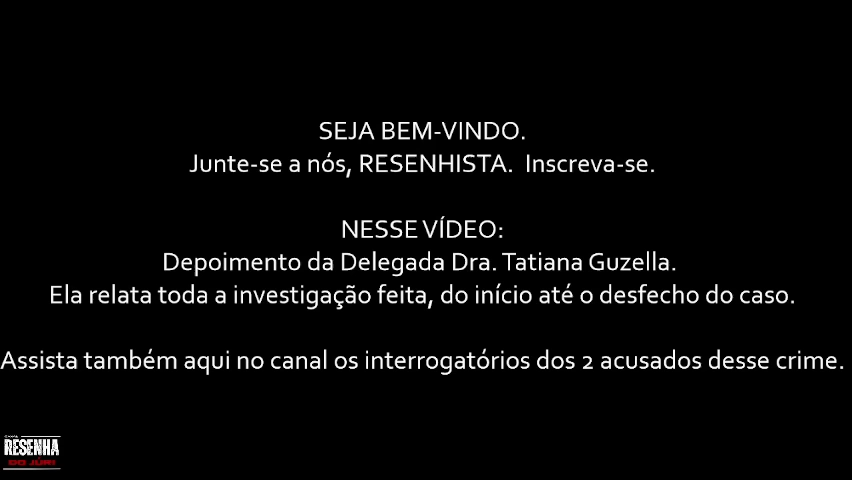 SEJA BEM-VINDO.
Junte-se a nós, RESENHISTA. Inscreva-se.
NESSE VÍDEO:
Depoimento da Delegada Dra. Tatiana Guzella.
Ela relata toda a investigação feita, do início até o desfecho do caso.
Assista também aqui no canal os interrogatórios dos 2 acusados desse crime.
RESENHA
DO JURI